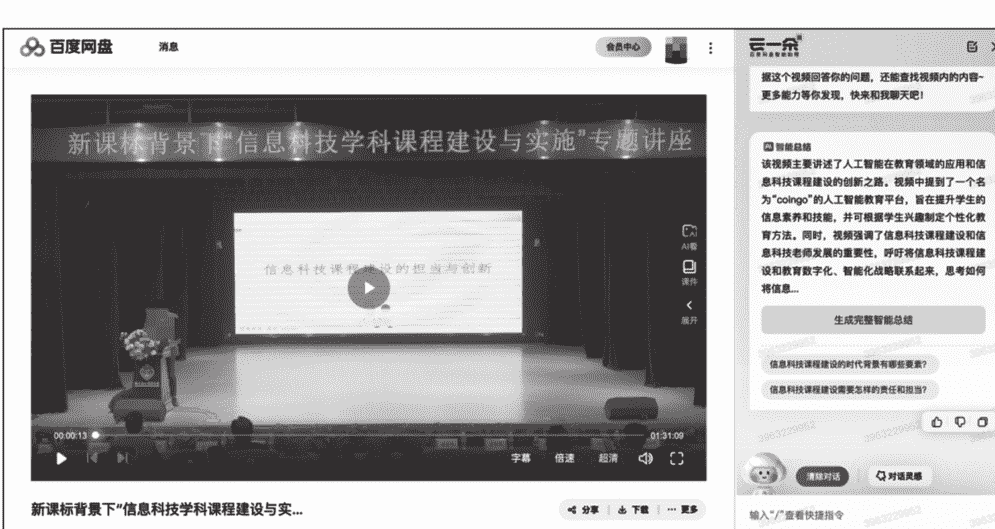 百度网盘
消息
会员中心
新课标背景下“信息科技学科课程建设与实施”专题讲座
信息科技课程建设的担当与创新
AI看
课件
展开
00:00:13
01:31:09
字幕
倍速
超清
新课标背景下“信息科技学科课程建设与实...
分享
下载
更多
云一朵
百度网盘智能助理
据这个视频回答你的问题，还能查找视频内的内容~
更多能力等你发现，快来和我聊天吧！
AI 智能总结
该视频主要讲述了人工智能在教育领域的应用和信
息科技课程建设的创新之路。视频中提到了一个名
为“coingo”的人工智能教育平台，旨在提升学生的
信息素养和技能，并可根据学生兴趣制定个性化教
育方法。同时，视频强调了信息科技课程建设和信
息科技老师发展的重要性，呼吁将信息科技课程建
设和教育数字化、智能化战略联系起来，思考如何
将信息...
生成完整智能总结
信息科技课程建设的时代背景有哪些要素？
信息科技课程建设需要怎样的责任和担当？
3963229962
清除对话
对话灵感
输入“/”查看快捷指令